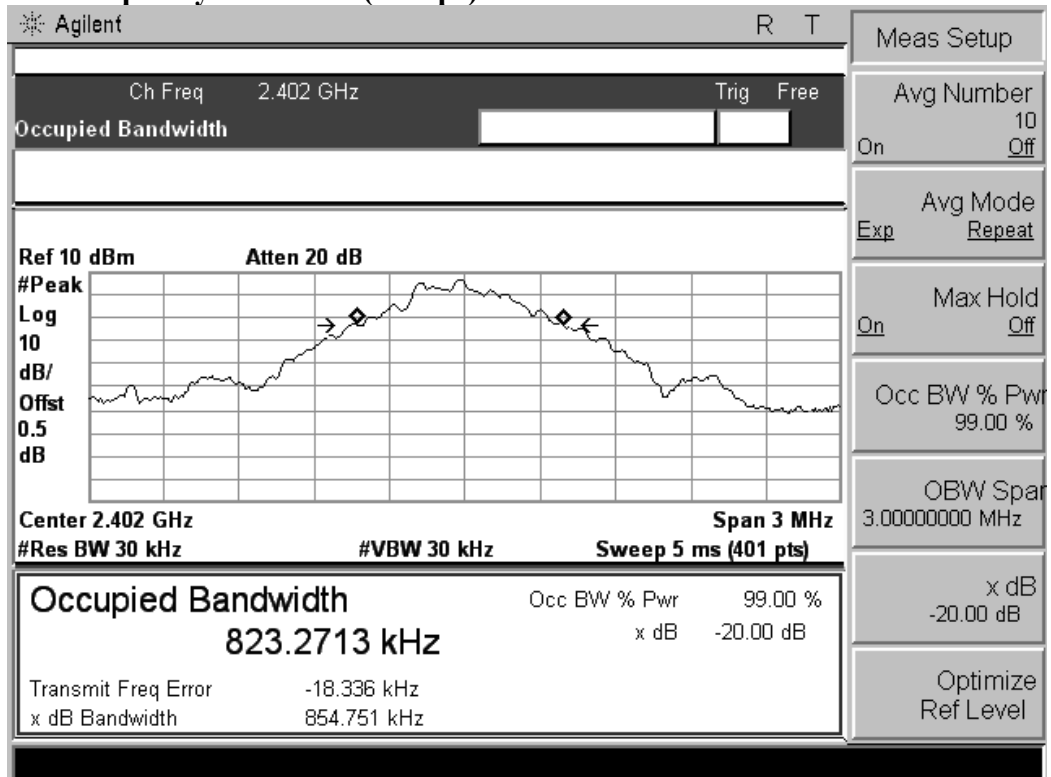 Agilent R T
Ch Freq 2.402 GHz Trig Free
Occupied Bandwidth
Ref 10 dBm Atten 20 dB
#Peak
Log
10
dB/
Offst
0.5
dB
Center 2.402 GHz Span 3 MHz
#Res BW 30 kHz #VBW 30 kHz Sweep 5 ms (401 pts)
Occupied Bandwidth
823.2713 kHz
Occ BW % Pwr 99.00 %
x dB -20.00 dB
Transmit Freq Error -18.336 kHz
x dB Bandwidth 854.751 kHz
Meas Setup
Avg Number
10
On Off
Avg Mode
Exp Repeat
Max Hold
On Off
Occ BW % Pwr
99.00 %
OBW Span
3.00000000 MHz
x dB
-20.00 dB
Optimize
Ref Level